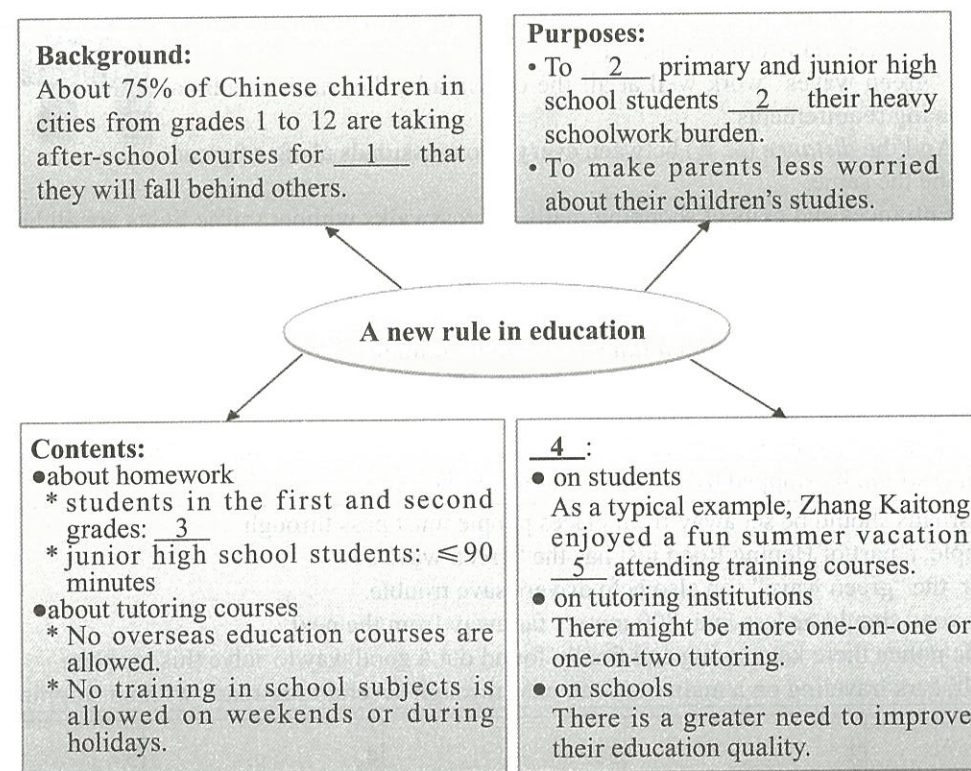 Background:
About 75% of Chinese children in
cities from grades 1 to 12 are taking
after-school courses for 1 that
they will fall behind others.
Purposes:
• To 2 primary and junior high
school students 2 their heavy
schoolwork burden.
• To make parents less worried
about their children's studies.
A new rule in education
Contents:
●about homework
* students in the first and second
grades: 3
* junior high school students: ⩽90
minutes
●about tutoring courses
* No overseas education courses are
allowed.
* No training in school subjects is
allowed on weekends or during
holidays.
4 :
● on students
As a typical example, Zhang Kaitong
enjoyed a fun summer vacation
5 attending training courses.
● on tutoring institutions
There might be more one-on-one or
one-on-two tutoring.
● on schools
There is a greater need to improve
their education quality.